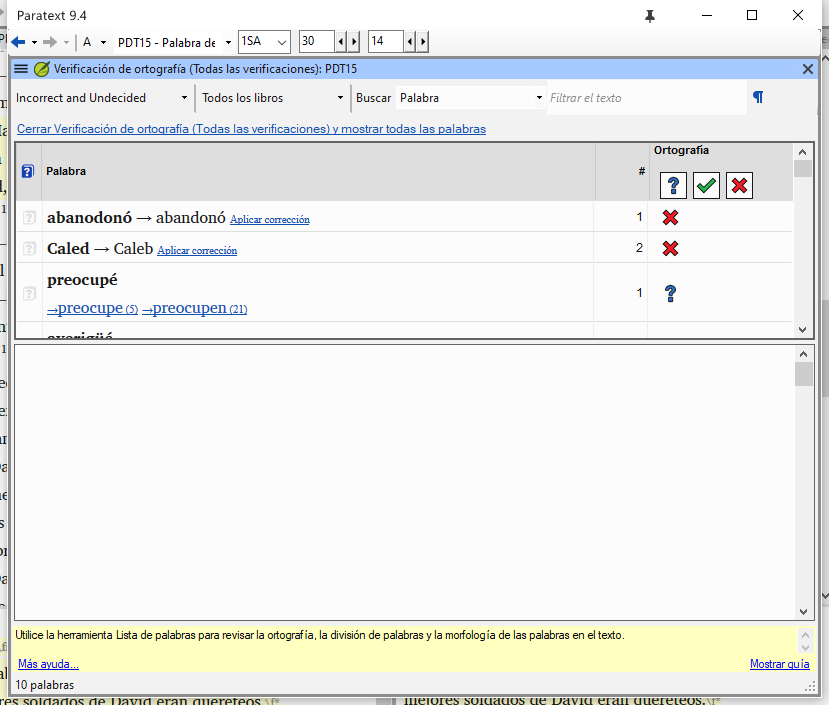 Paratext 9.4
A PDT15 - Palabra de 1SA 30 14
Verificación de ortografía (Todas las verificaciones): PDT15
Incorrect and Undecided Todos los libros Buscar Palabra Filtrar el texto ¶
Cerrar Verificación de ortografía (Todas las verificaciones) y mostrar todas las palabras
Palabra # Ortografía
abanodonó → abandonó Aplicar corrección 1
Caled → Caleb Aplicar corrección 2
preocupé
→preocupe (5) →preocupen (21) 1
averigüé
Utilice la herramienta Lista de palabras para revisar la ortografía, la división de palabras y la morfología de las palabras en el texto.
Más ayuda... Mostrar guía
10 palabras
res soldados de David eran quereteos.\f* mejores soldados de David eran quereteos.\f*